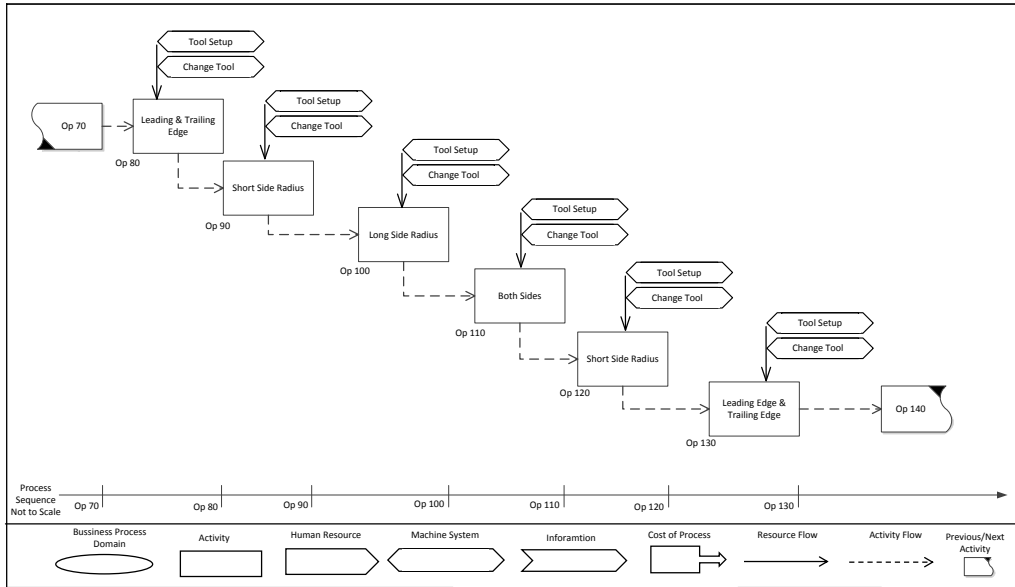 Tool Setup
Change Tool
Op 70
Leading & Trailing
Edge
Op 80
Tool Setup
Change Tool
Short Side Radius
Op 90
Tool Setup
Change Tool
Long Side Radius
Op 100
Tool Setup
Change Tool
Both Sides
Op 110
Tool Setup
Change Tool
Short Side Radius
Op 120
Tool Setup
Change Tool
Leading Edge &
Trailing Edge
Op 130
Op 140
Process
Sequence
Not to Scale
Op 70
Op 80
Op 90
Op 100
Op 110
Op 120
Op 130
Bussiness Process
Domain
Activity
Human Resource
Machine System
Inforamtion
Cost of Process
Resource Flow
Activity Flow
Previous/Next
Activity